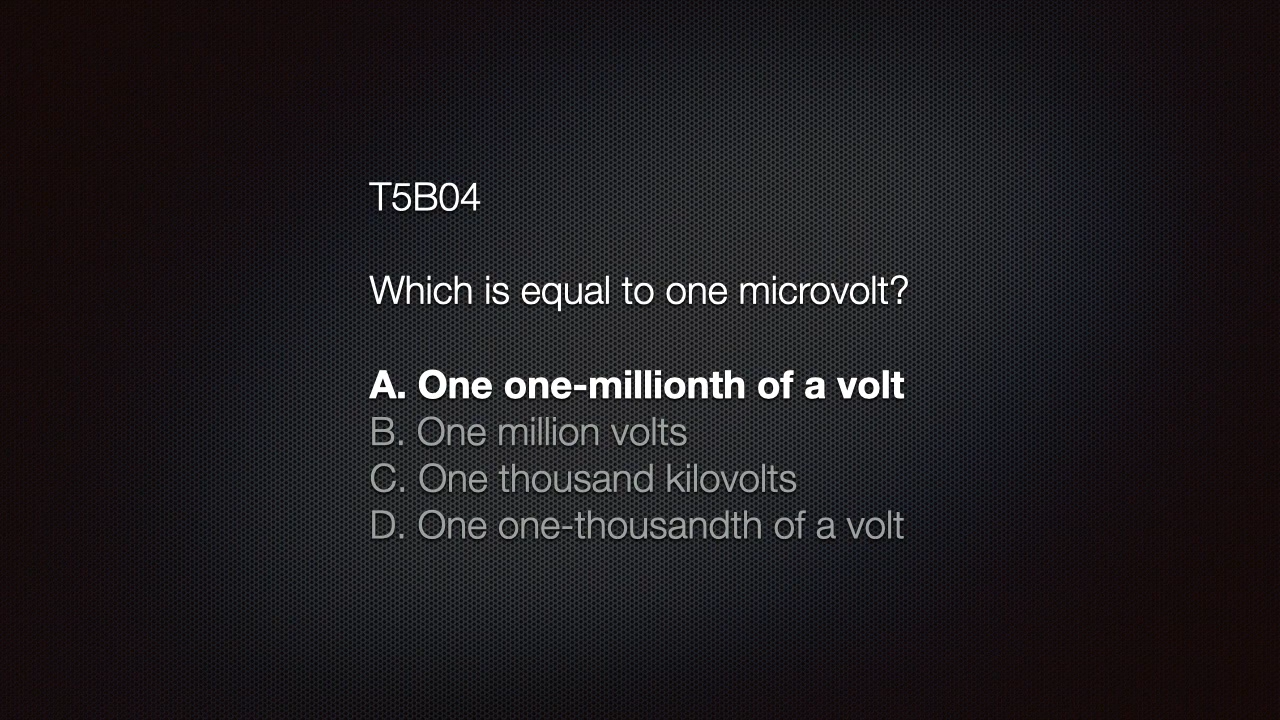 T5B04
Which is equal to one microvolt?
A. One one-millionth of a volt
B. One million volts
C. One thousand kilovolts
D. One one-thousandth of a volt